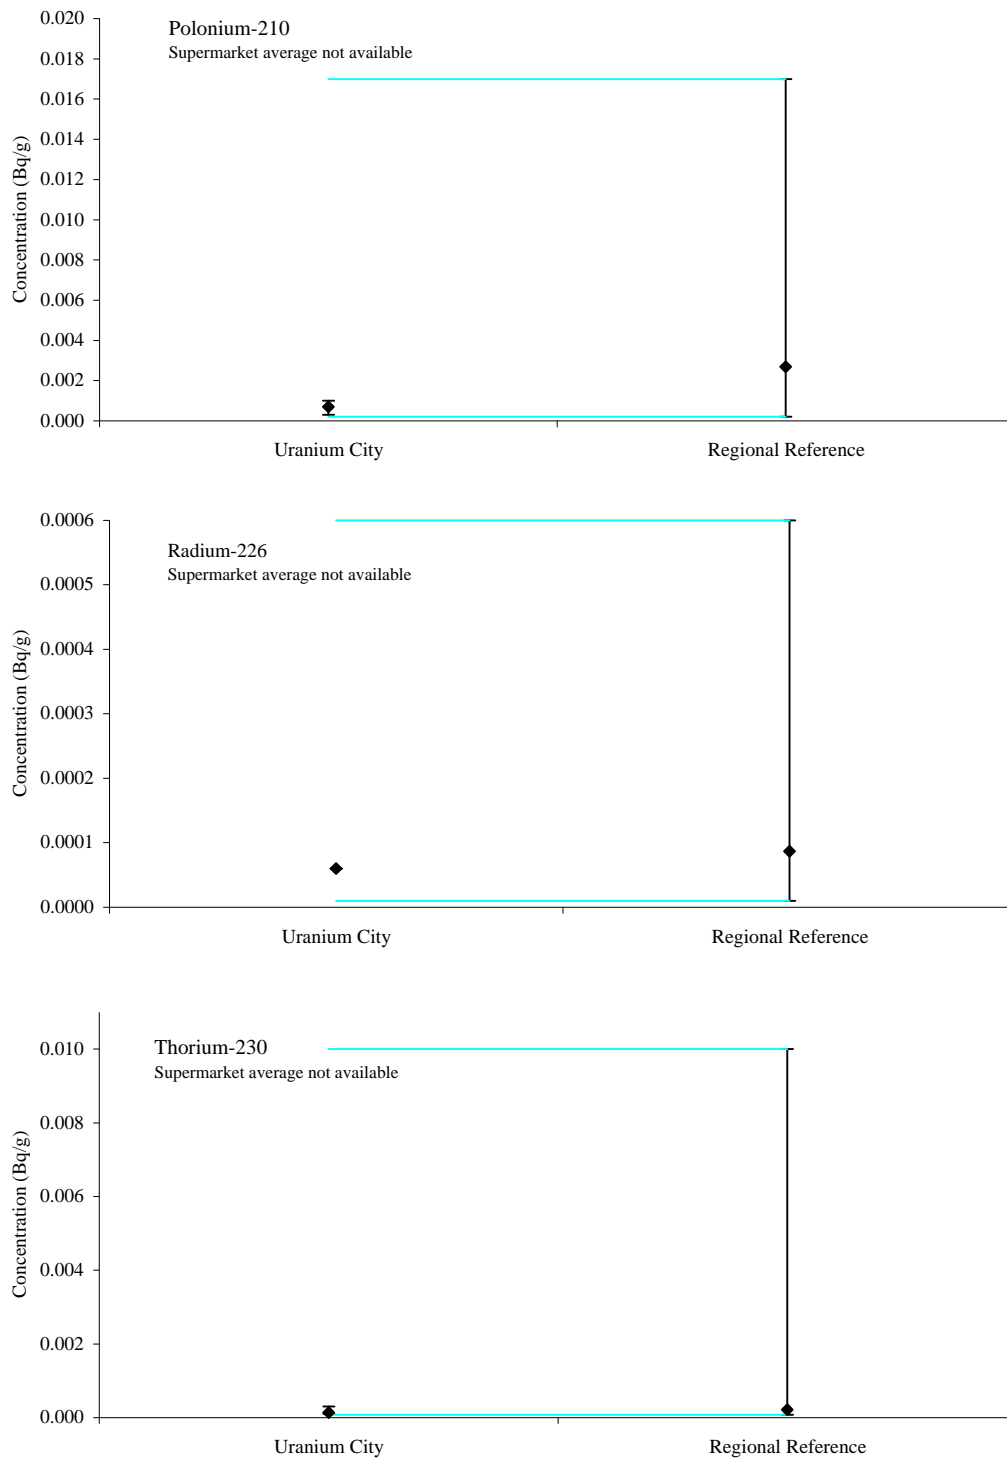 Polonium-210
Supermarket average not available
Concentration (Bq/g)
0.020
0.018
0.016
0.014
0.012
0.010
0.008
0.006
0.004
0.002
0.000
Uranium City Regional Reference
Radium-226
Supermarket average not available
Concentration (Bq/g)
0.0006
0.0005
0.0004
0.0003
0.0002
0.0001
0.0000
Uranium City Regional Reference
Thorium-230
Supermarket average not available
Concentration (Bq/g)
0.010
0.008
0.006
0.004
0.002
0.000
Uranium City Regional Reference